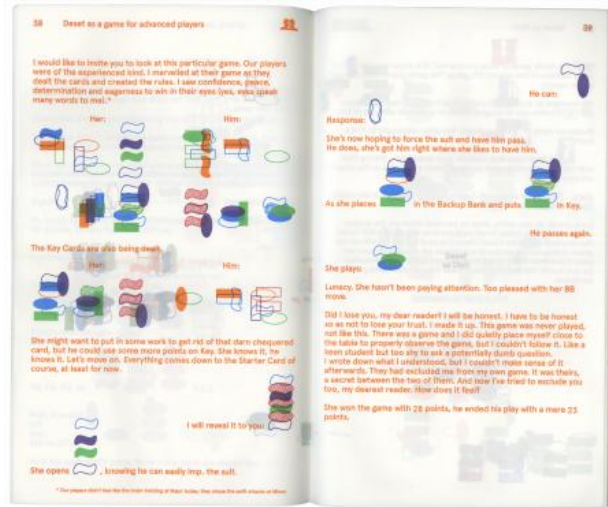 58 Deset as a game for advanced players
I would like to invite you to look at this particular game. Our players
were of the experienced kind. I marvelled at their game as they
dealt the cards and created the rules. I saw confidence, peace,
determination and eagerness to win in their eyes (yes, eyes speak
many words to me).*
Her: Him:
The Key Cards are also being dealt.
Her: Him:
She might want to put in some work to get rid of that darn chequered
card, but he could use some more points on Key. She knows it, he
knows it. Let's move on. Everything comes down to the Starter Card of
course, at least for now.
I will reveal it to you:
She opens , knowing he can easily imp. the suit.
59
He can:
Response:
She's now hoping to force the suit and have him pass.
He does, she's got him right where she likes to have him.
As she places in the Backup Bank and puts in Key.
He passes again.
She plays:
Lunacy. She hasn't been paying attention. Too pleased with her BB
move.
Did I lose you, my dear reader? I will be honest. I have to be honest
so as not to lose your trust. I made it up. This game was never played,
not like this. There was a game and I did quietly place myself close to
the table to properly observe the game, but I couldn't follow it. Like a
keen student but too shy to ask a potentially dumb question.
I wrote down what I understood, but I couldn't make sense of it
afterwards. They had excluded me from my own game. It was theirs,
a secret between the two of them. And now I've tried to exclude you
too, my dearest reader. How does it feel?
She won the game with 28 points, he ended his play with a mere 23
points.